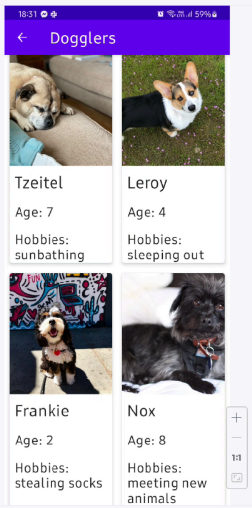 18:31 59%
← Dogglers
Tzeitel
Age: 7
Hobbies:
sunbathing
Leroy
Age: 4
Hobbies:
sleeping out
FUN
Frankie
Age: 2
Hobbies:
stealing socks
Nox
Age: 8
Hobbies:
meeting new
animals
+
1:1